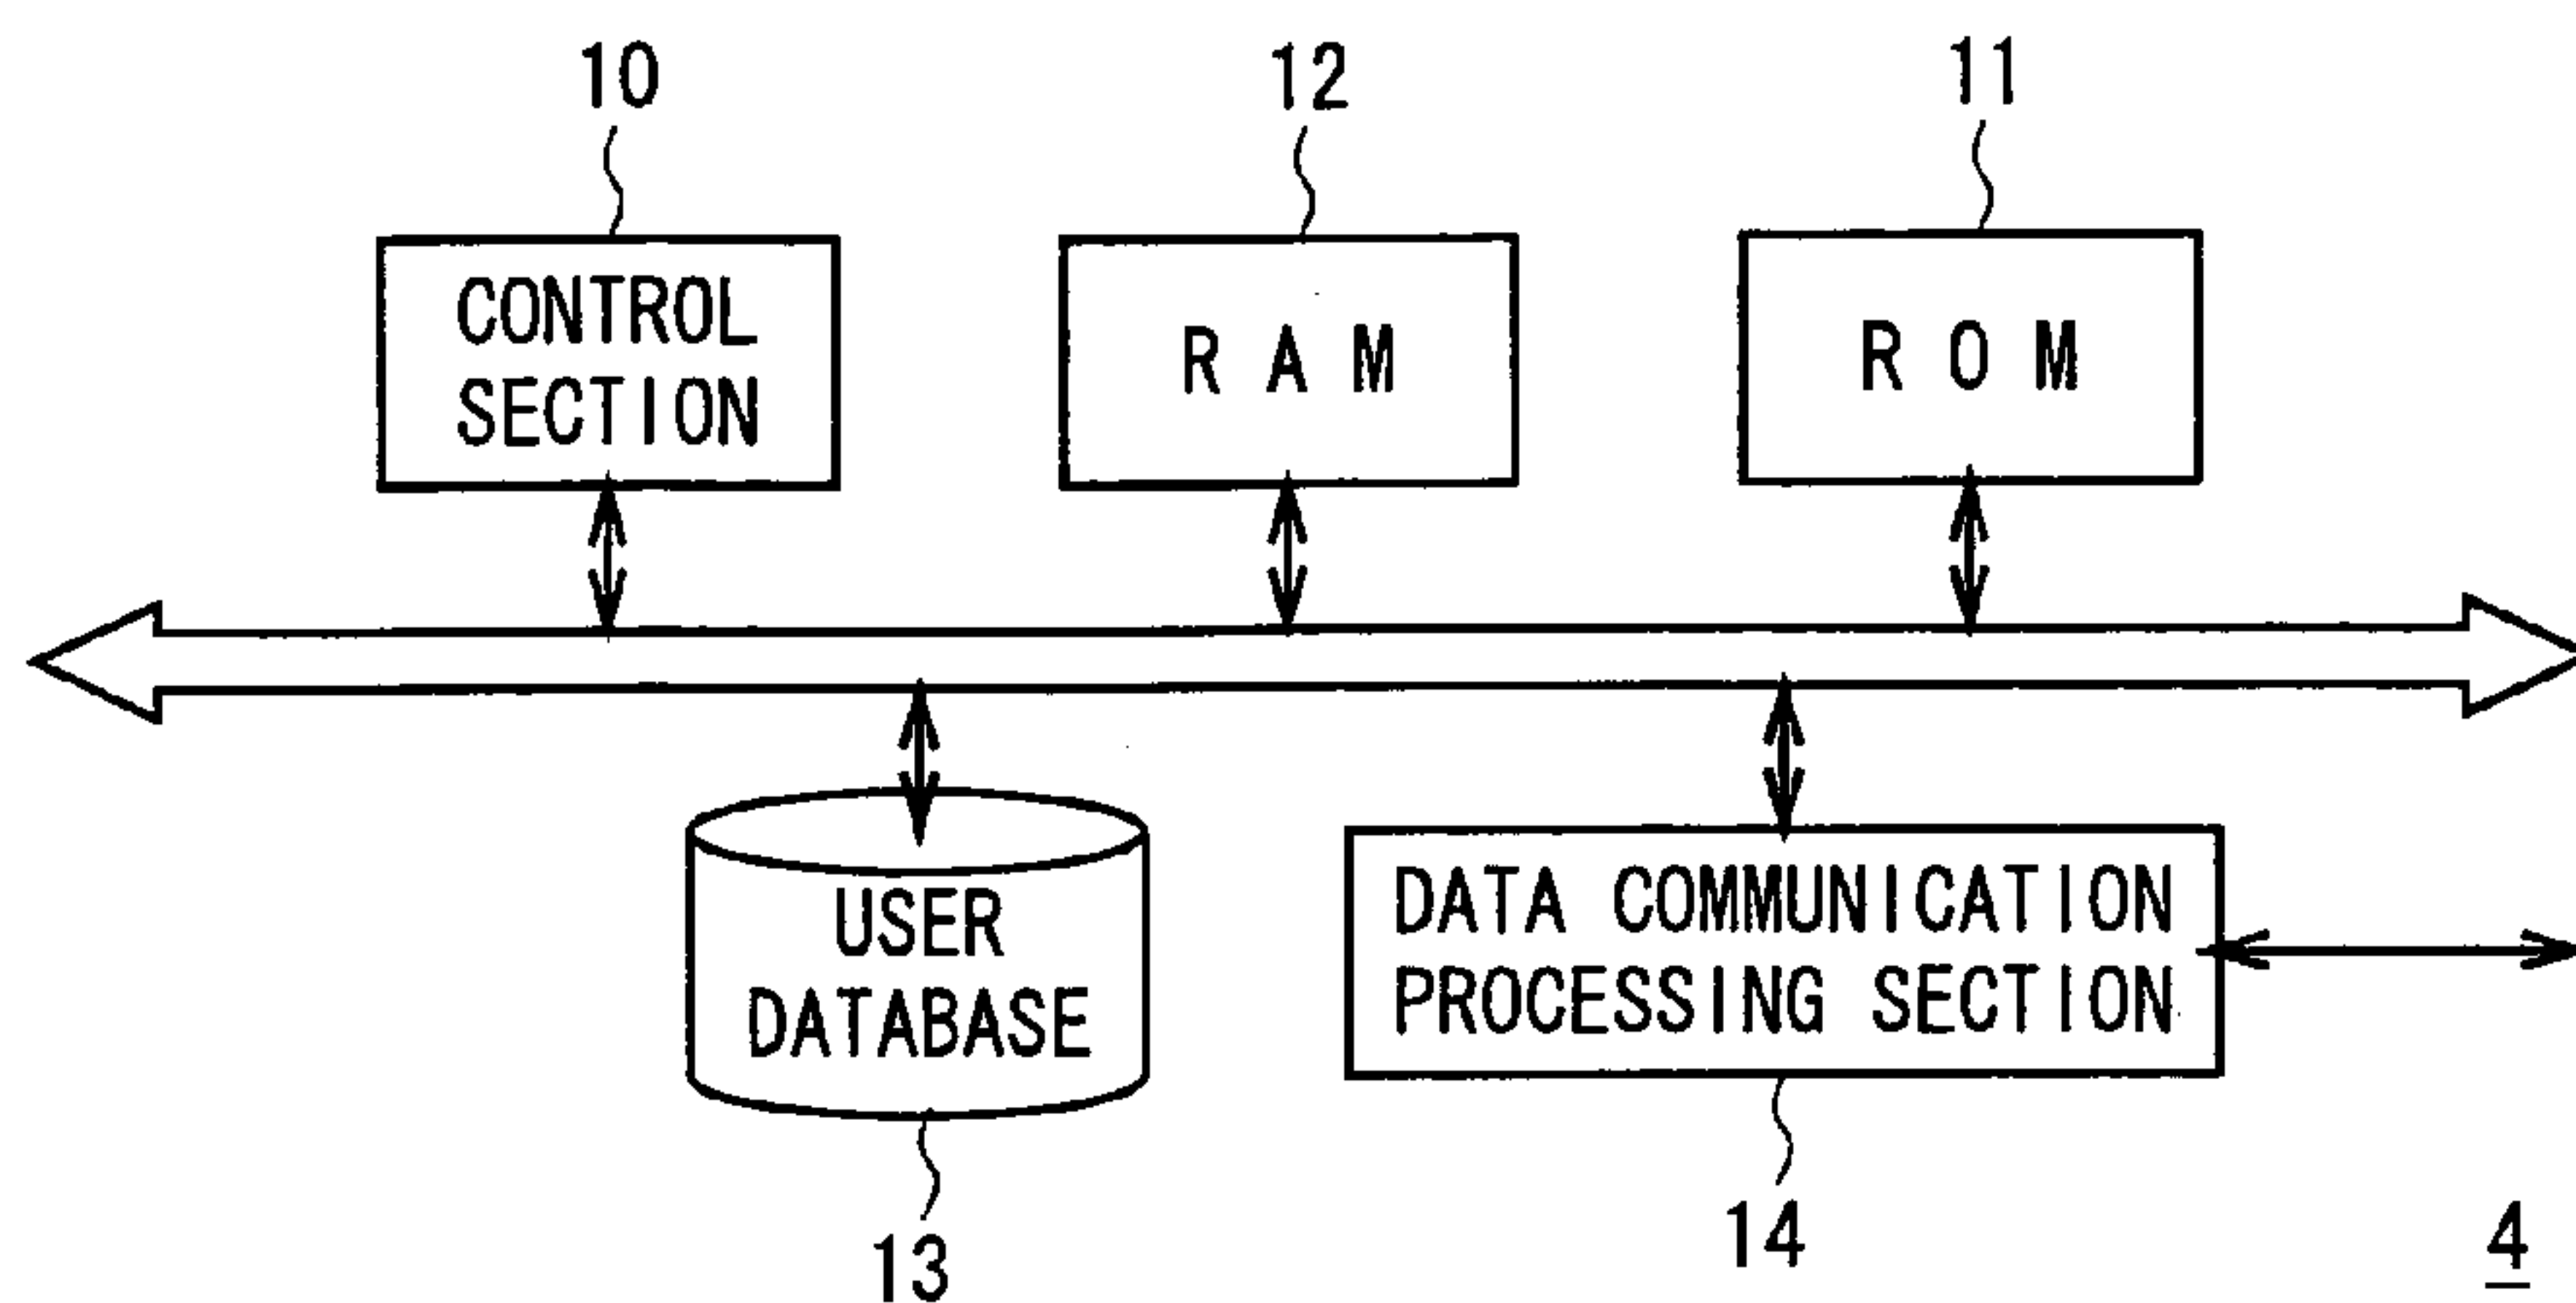 10
12
11
CONTROL
SECTION
RAM
ROM
USER
DATABASE
DATA COMMUNICATION
PROCESSING SECTION
13
14
4